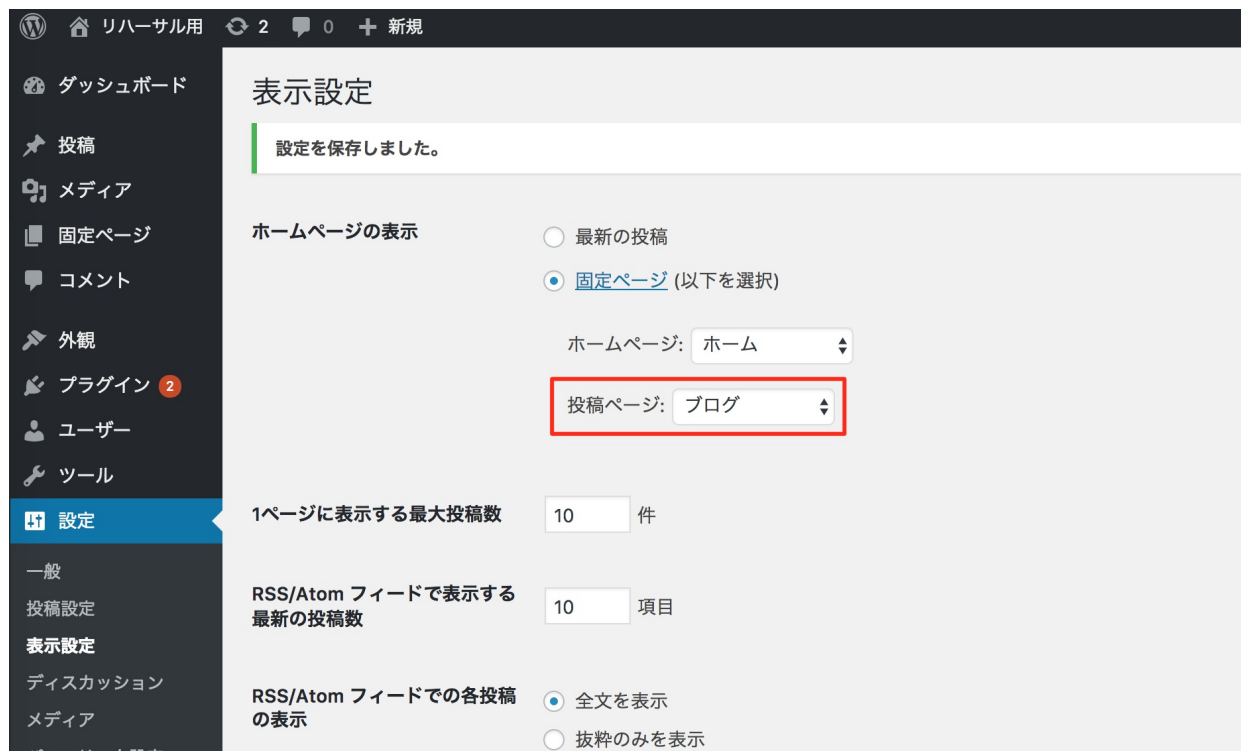 リハーサル用 2 0 新規
ダッシュボード
投稿
メディア
固定ページ
コメント
外観
プラグイン 2
ユーザー
ツール
設定
一般
投稿設定
表示設定
ディスカッション
メディア
表示設定
設定を保存しました。
ホームページの表示
最新の投稿
固定ページ (以下を選択)
ホームページ: ホーム
投稿ページ: ブログ
1ページに表示する最大投稿数
10 件
RSS/Atom フィードで表示する
最新の投稿数
10 項目
RSS/Atom フィードでの各投稿
の表示
全文を表示
抜粋のみを表示